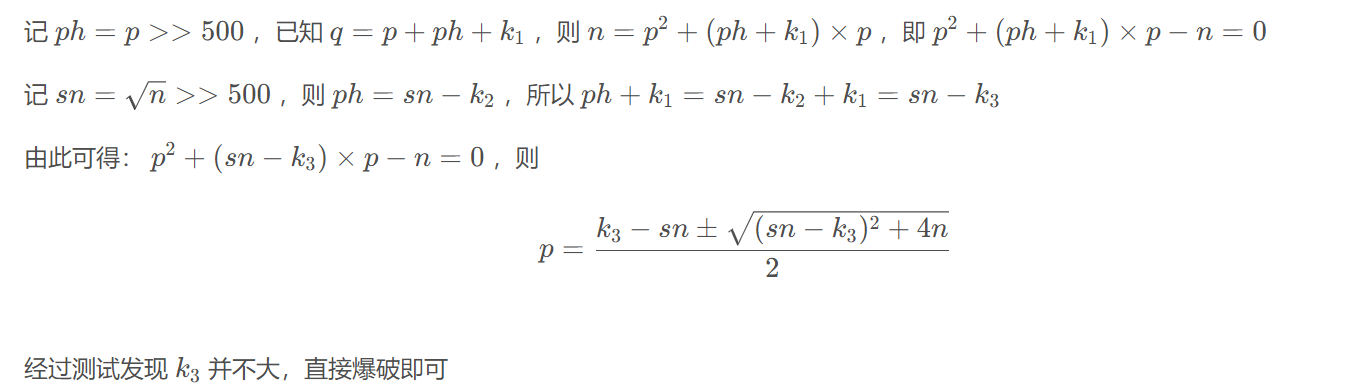 记 ph = p >> 500 ，已知 q = p + ph + k₁ ，则 n = p² + (ph + k₁) × p ，即 p² + (ph + k₁) × p − n = 0
记 sn = √n >> 500 ，则 ph = sn − k₂ ，所以 ph + k₁ = sn − k₂ + k₁ = sn − k₃
由此可得： p² + (sn − k₃) × p − n = 0 ，则
p = (k₃ − sn ± √((sn − k₃)² + 4n)) / 2
经过测试发现 k₃ 并不大，直接爆破即可